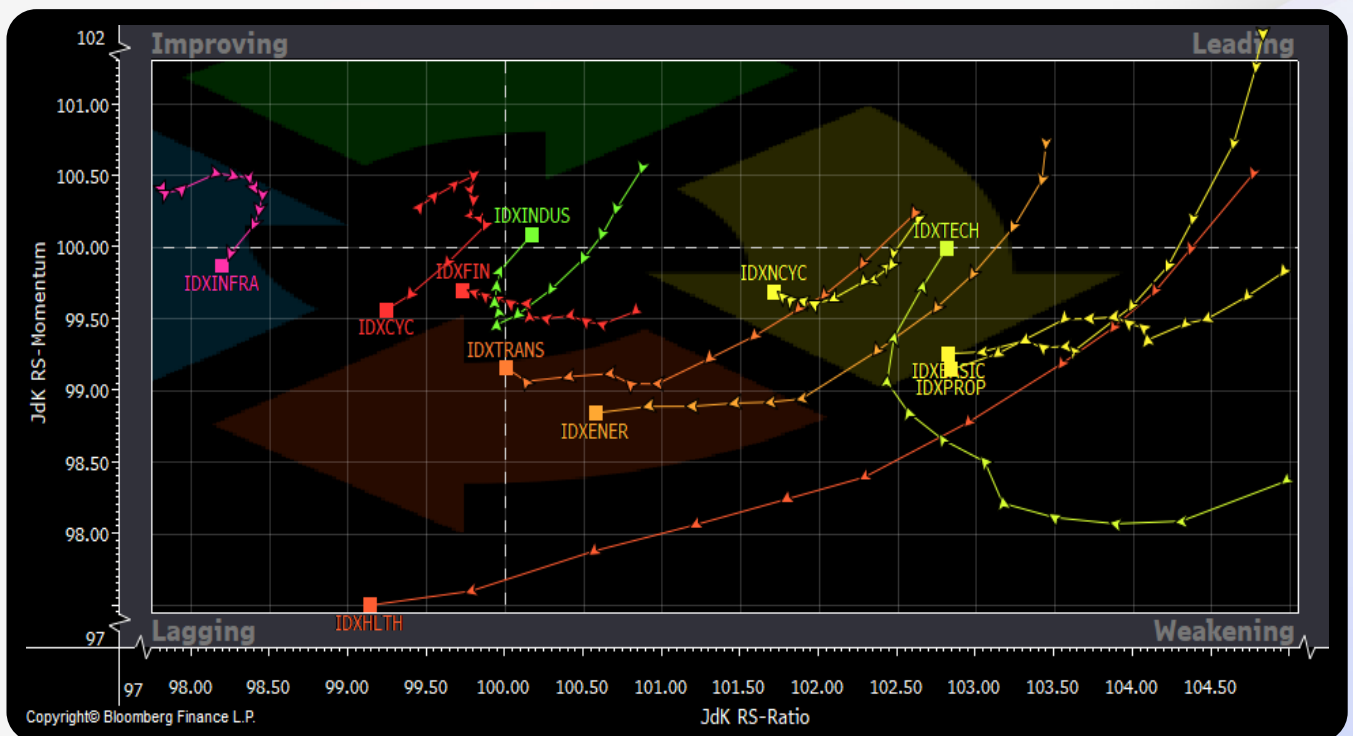 102
Improving
Leading
101.00
100.50
IDXINDUS
100.00
IDXTECH
IDXINFRA
IDXFIN
IDXNCYC
99.50
IDXCYC
IDXTRANS
99.00
IDXBASIC
IDXPROP
IDXENER
98.50
98.00
IDXHLTH
97
Lagging
Weakening
JdK RS-Momentum
97 98.00 98.50 99.00 99.50 100.00 100.50 101.00 101.50 102.00 102.50 103.00 103.50 104.00 104.50
Copyright© Bloomberg Finance L.P.
JdK RS-Ratio